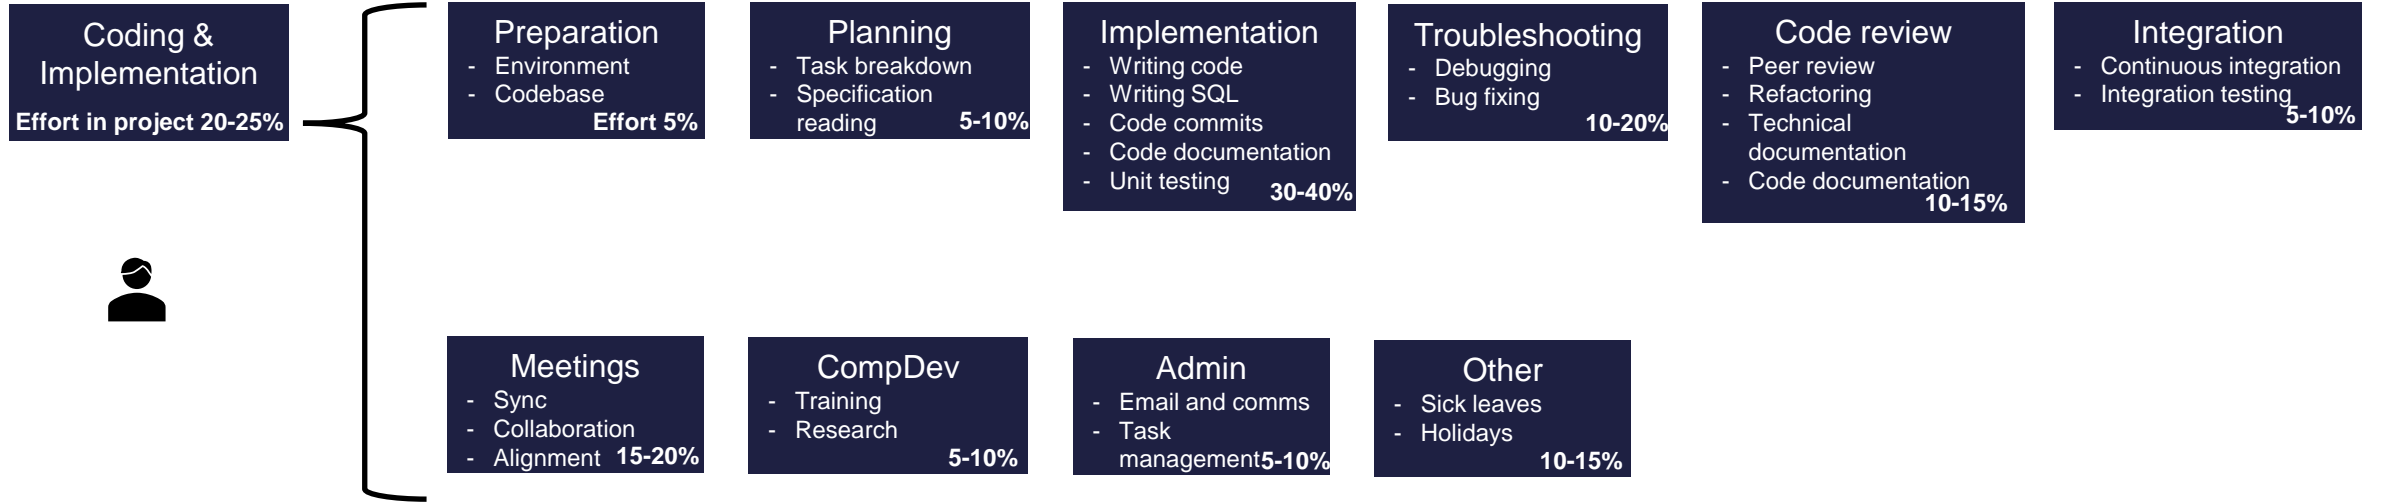 Coding &
Implementation
Effort in project 20-25%
Preparation
- Environment
- Codebase
Effort 5%
Planning
- Task breakdown
- Specification
reading
5-10%
Implementation
- Writing code
- Writing SQL
- Code commits
- Code documentation
- Unit testing
30-40%
Troubleshooting
- Debugging
- Bug fixing
10-20%
Code review
- Peer review
- Refactoring
- Technical
documentation
- Code documentation
10-15%
Integration
- Continuous integration
- Integration testing
5-10%
Meetings
- Sync
- Collaboration
- Alignment
15-20%
CompDev
- Training
- Research
5-10%
Admin
- Email and comms
- Task
management
5-10%
Other
- Sick leaves
- Holidays
10-15%